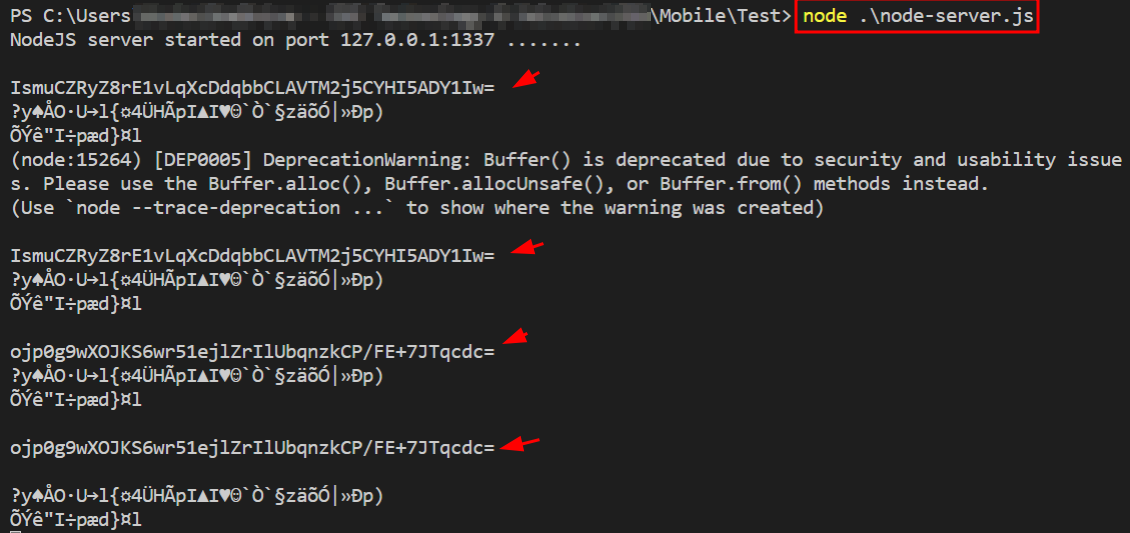 PS C:\Users \Mobile\Test> node .\node-server.js
NodeJS server started on port 127.0.0.1:1337 .......
IsmuCZRyZ8rE1vLqXcDdqbbCLAVTM2j5CYHI5ADY1Iw=
?y♠ÅO·U→l{¤4ÜHÃpI▲I♥☺`Ò`§zäõÓ|»Ðp)
ÕÝê"I÷pæd}¤l
(node:15264) [DEP0005] DeprecationWarning: Buffer() is deprecated due to security and usability issue
s. Please use the Buffer.alloc(), Buffer.allocUnsafe(), or Buffer.from() methods instead.
(Use `node --trace-deprecation ...` to show where the warning was created)
IsmuCZRyZ8rE1vLqXcDdqbbCLAVTM2j5CYHI5ADY1Iw=
?y♠ÅO·U→l{¤4ÜHÃpI▲I♥☺`Ò`§zäõÓ|»Ðp)
ÕÝê"I÷pæd}¤l
ojp0g9wXOJKS6wr51ejlZrIlUbqnzkCP/FE+7JTqcdc=
?y♠ÅO·U→l{¤4ÜHÃpI▲I♥☺`Ò`§zäõÓ|»Ðp)
ÕÝê"I÷pæd}¤l
ojp0g9wXOJKS6wr51ejlZrIlUbqnzkCP/FE+7JTqcdc=
?y♠ÅO·U→l{¤4ÜHÃpI▲I♥☺`Ò`§zäõÓ|»Ðp)
ÕÝê"I÷pæd}¤l